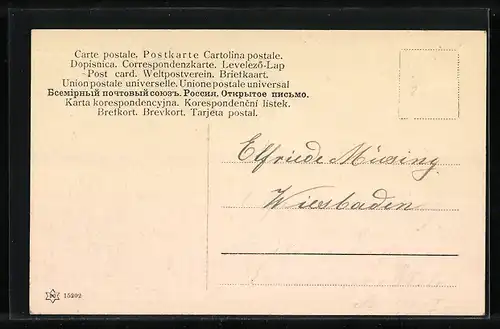 Carte postale. Postkarte Cartolina postale.
Dopisnica. Correspondenzkarte. Levelező-Lap
Post card. Weltpostverein. Briefkaart.
Union postale universelle. Unione postale universal
Всемірный почтовый союзъ. Россия. Открытое письмо.
Karta korespondencyjna. Korespondenční lístek.
Brefkort. Brevkort. Tarjeta postal.
Elfriede Müsing
Wiesbaden
15292